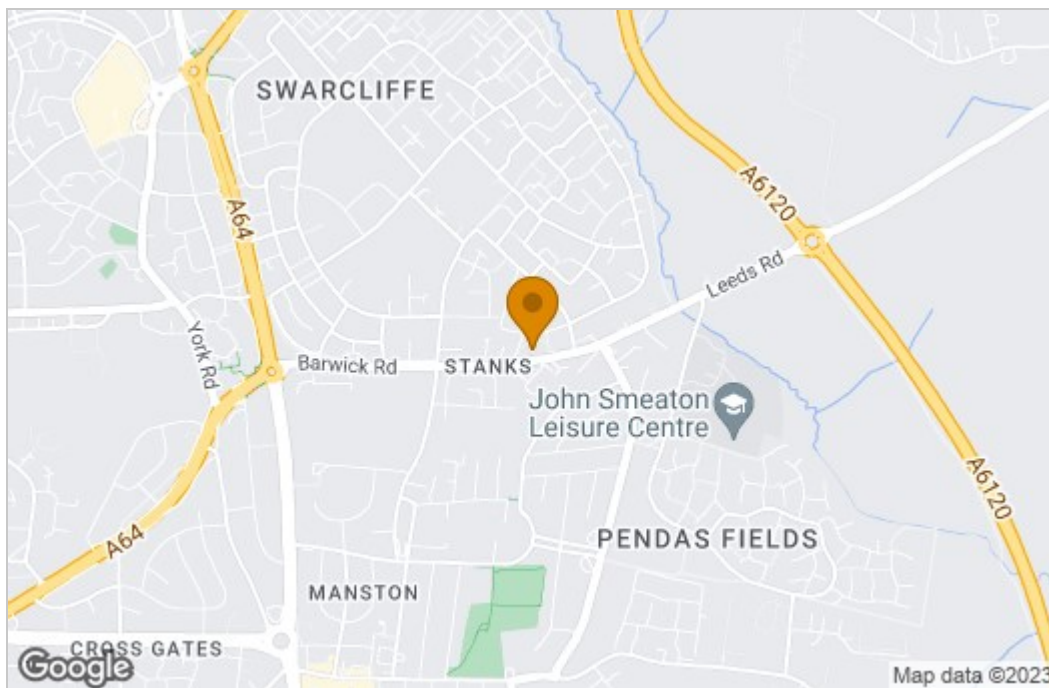 SWARCLIFFE
A64
A6120
Leeds Rd
York Rd
Barwick Rd
STANKS
John Smeaton
Leisure Centre
A6120
A64
PENDAS FIELDS
MANSTON
CROSS GATES
Google
Map data ©2023